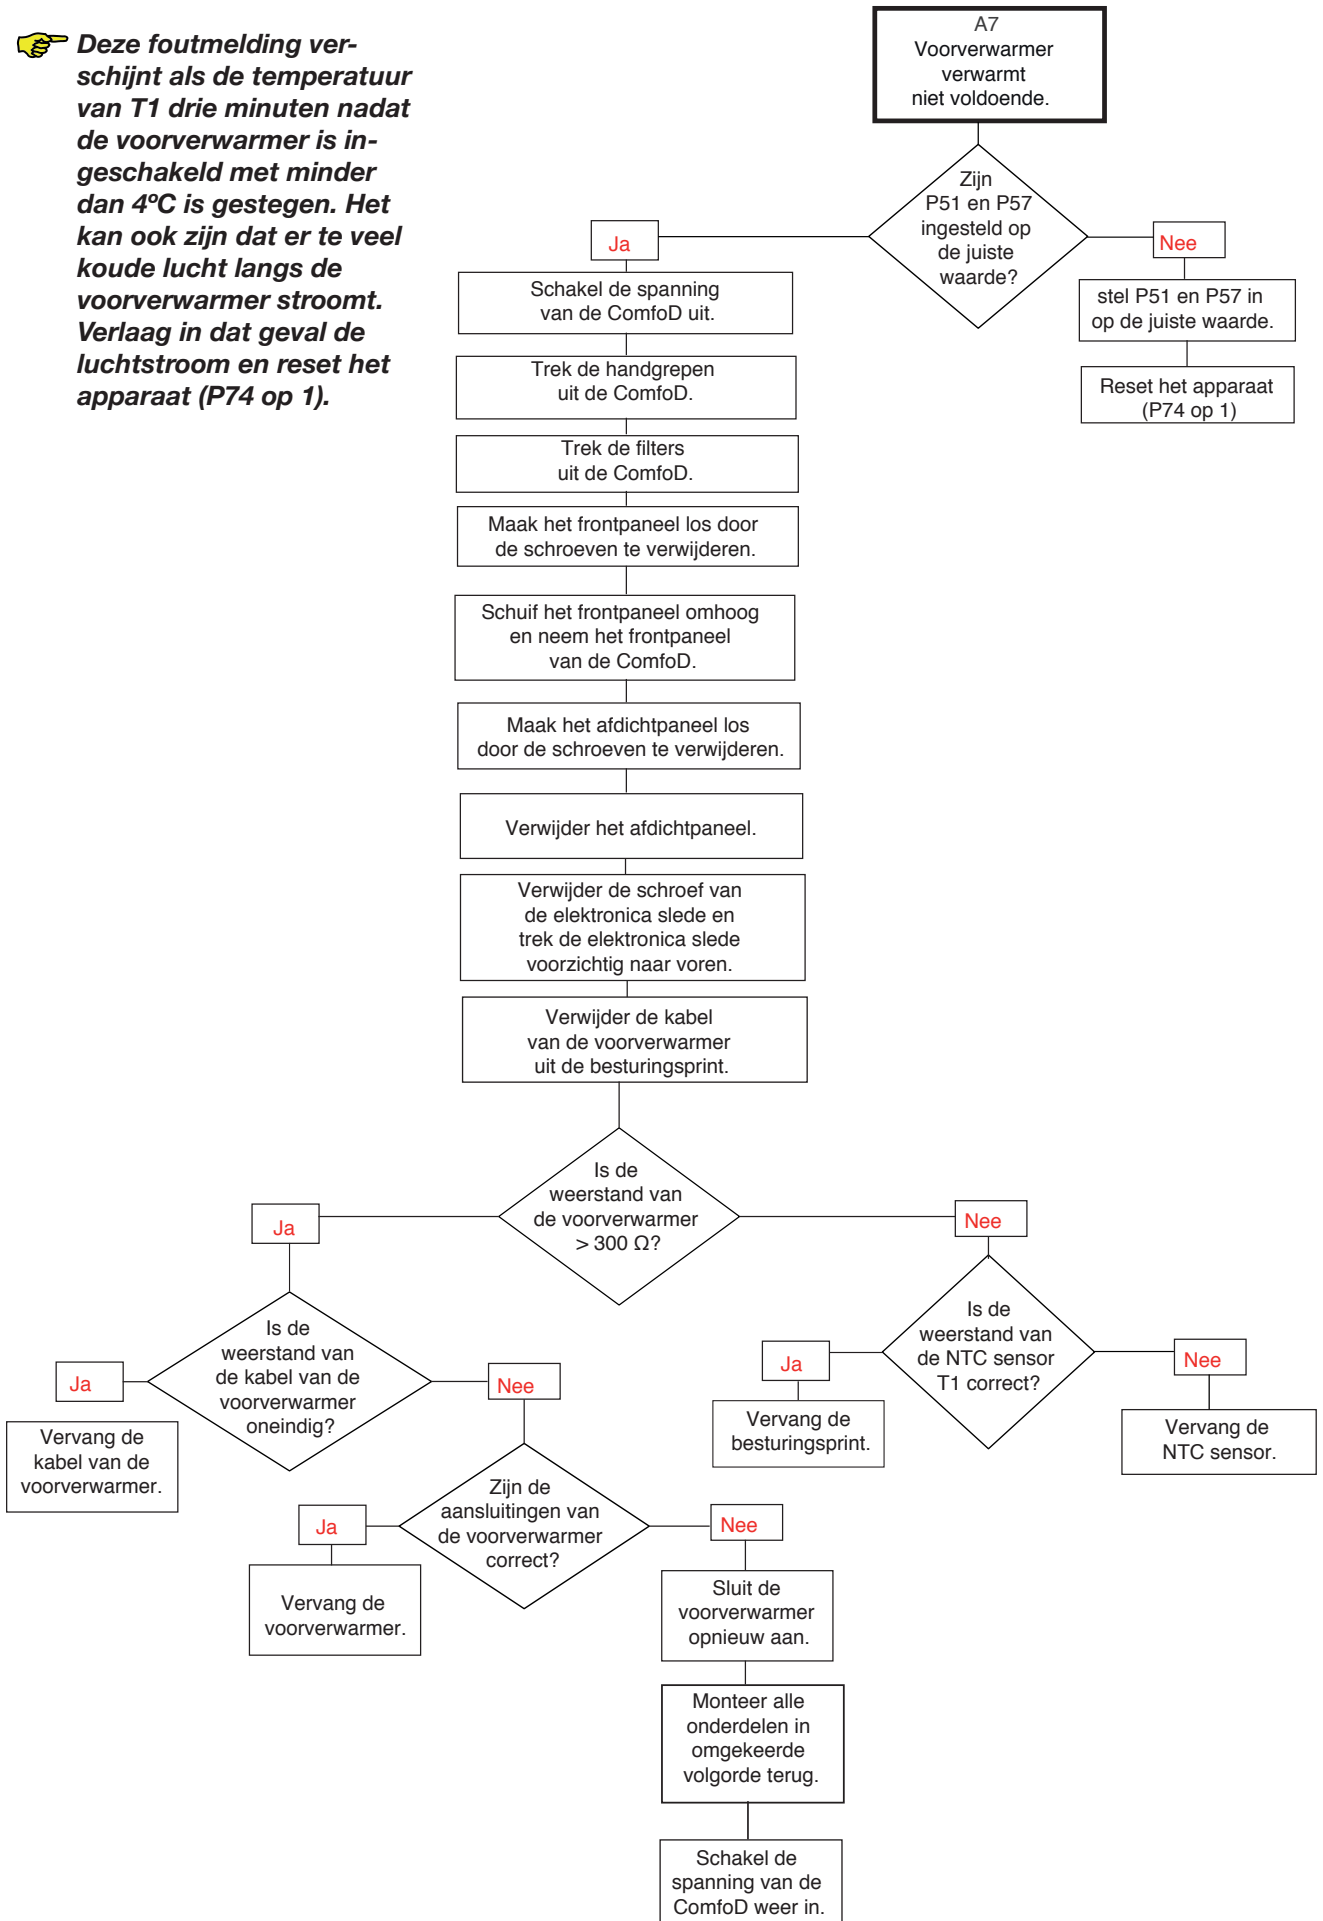 Deze foutmelding ver-
schijnt als de temperatuur
van T1 drie minuten nadat
de voorverwarmer is in-
geschakeld met minder
dan 4ºC is gestegen. Het
kan ook zijn dat er te veel
koude lucht langs de
voorverwarmer stroomt.
Verlaag in dat geval de
luchtstroom en reset het
apparaat (P74 op 1).
A7
Voorverwarmer
verwarmt
niet voldoende.
Zijn
P51 en P57
ingesteld op
de juiste
waarde?
Ja
Nee
Schakel de spanning
van de ComfoD uit.
stel P51 en P57 in
op de juiste waarde.
Trek de handgrepen
uit de ComfoD.
Reset het apparaat
(P74 op 1)
Trek de filters
uit de ComfoD.
Maak het frontpaneel los door
de schroeven te verwijderen.
Schuif het frontpaneel omhoog
en neem het frontpaneel
van de ComfoD.
Maak het afdichtpaneel los
door de schroeven te verwijderen.
Verwijder het afdichtpaneel.
Verwijder de schroef van
de elektronica slede en
trek de elektronica slede
voorzichtig naar voren.
Verwijder de kabel
van de voorverwarmer
uit de besturingsprint.
Is de
weerstand van
de voorverwarmer
> 300 Ω?
Ja
Nee
Is de
weerstand van
de kabel van de
voorverwarmer
oneindig?
Is de
weerstand van
de NTC sensor
T1 correct?
Ja
Nee
Ja
Nee
Vervang de
kabel van de
voorverwarmer.
Vervang de
besturingsprint.
Vervang de
NTC sensor.
Zijn de
aansluitingen van
de voorverwarmer
correct?
Ja
Nee
Vervang de
voorverwarmer.
Sluit de
voorverwarmer
opnieuw aan.
Monteer alle
onderdelen in
omgekeerde
volgorde terug.
Schakel de
spanning van de
ComfoD weer in.